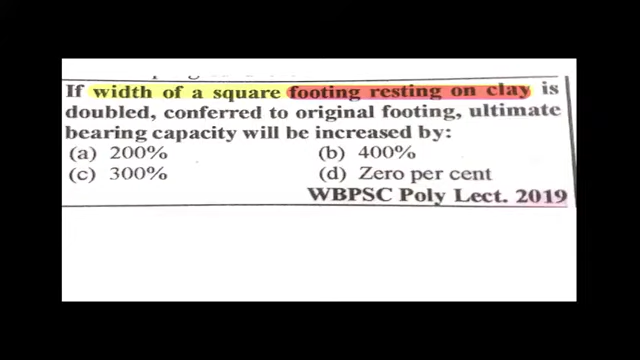 If width of a square footing resting on clay is
doubled, conferred to original footing, ultimate
bearing capacity will be increased by:
(a) 200% (b) 400%
(c) 300% (d) Zero per cent
WBPSC Poly Lect. 2019